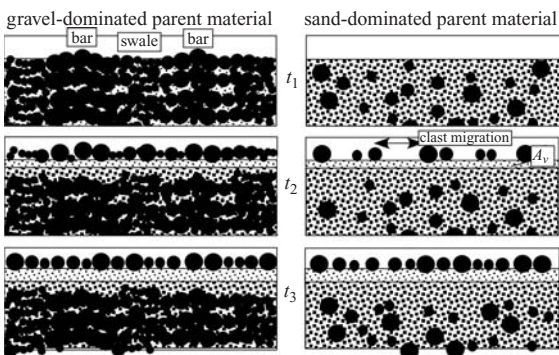 gravel-dominated parent material
sand-dominated parent material
bar
swale
bar
t1
clast migration
Av
t2
t3